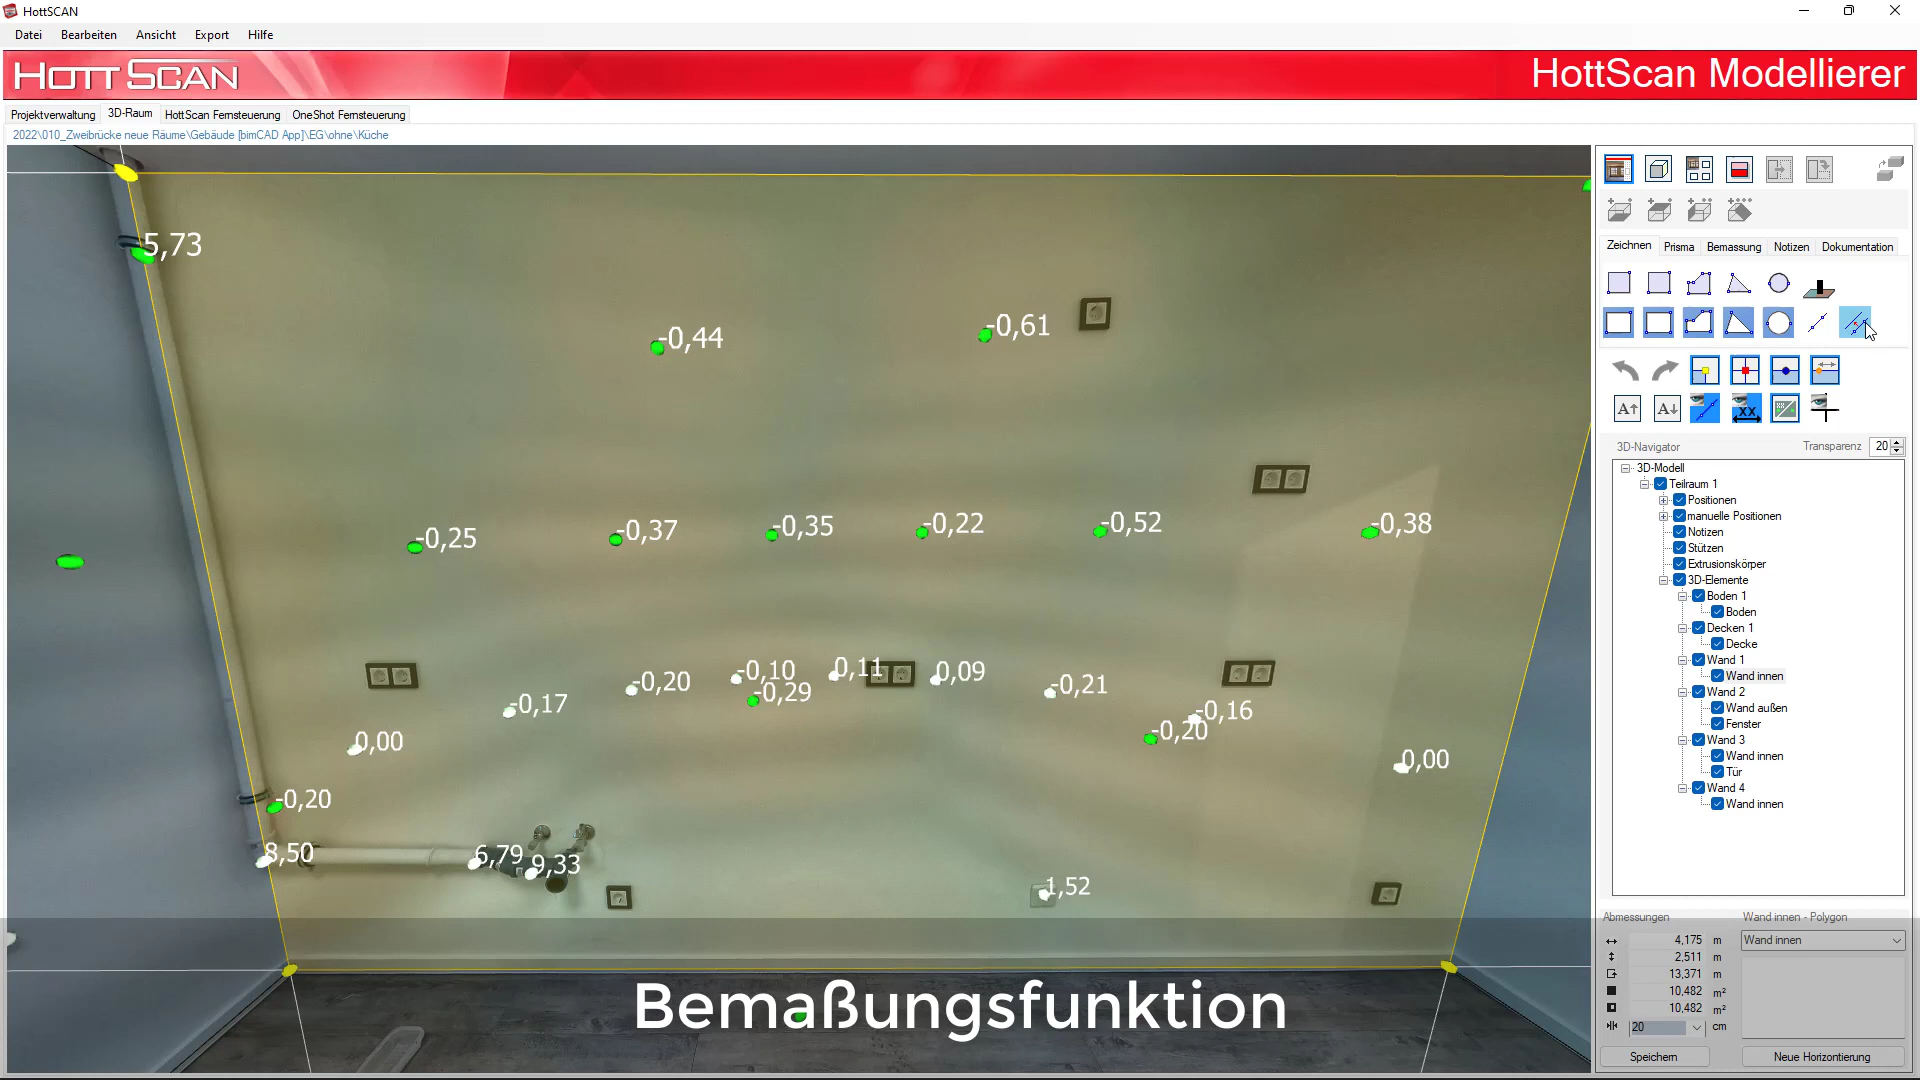 HottSCAN
Datei Bearbeiten Ansicht Export Hilfe
HOTTSCAN
HottScan Modellierer
Projektverwaltung 3D-Raum HottScan Fernsteuerung OneShot Fernsteuerung
2022\010_Zweibrücke neue Räume\Gebäude [bimCAD App]\EG\ohne\Küche
5,73
-0,44
-0,61
-0,25
-0,37
-0,35
-0,22
-0,52
-0,38
-0,17
-0,20
-0,10
-0,29
0,11
0,09
-0,21
-0,16
-0,20
0,00
0,00
-0,20
8,50
6,79
9,33
1,52
Bemaßungsfunktion
Zeichnen Prisma Bemassung Notizen Dokumentation
A A XX
3D-Navigator Transparenz 20
3D-Modell
Teilraum 1
Positionen
manuelle Positionen
Notizen
Stützen
Extrusionskörper
3D-Elemente
Boden 1
Boden
Decken 1
Decke
Wand 1
Wand innen
Wand 2
Wand außen
Fenster
Wand 3
Wand innen
Tür
Wand 4
Wand innen
Abmessungen Wand innen - Polygon
4,175 m Wand innen
2,511 m
13,371 m
10,482 m²
10,482 m²
20 cm
Speichern Neue Horizontierung